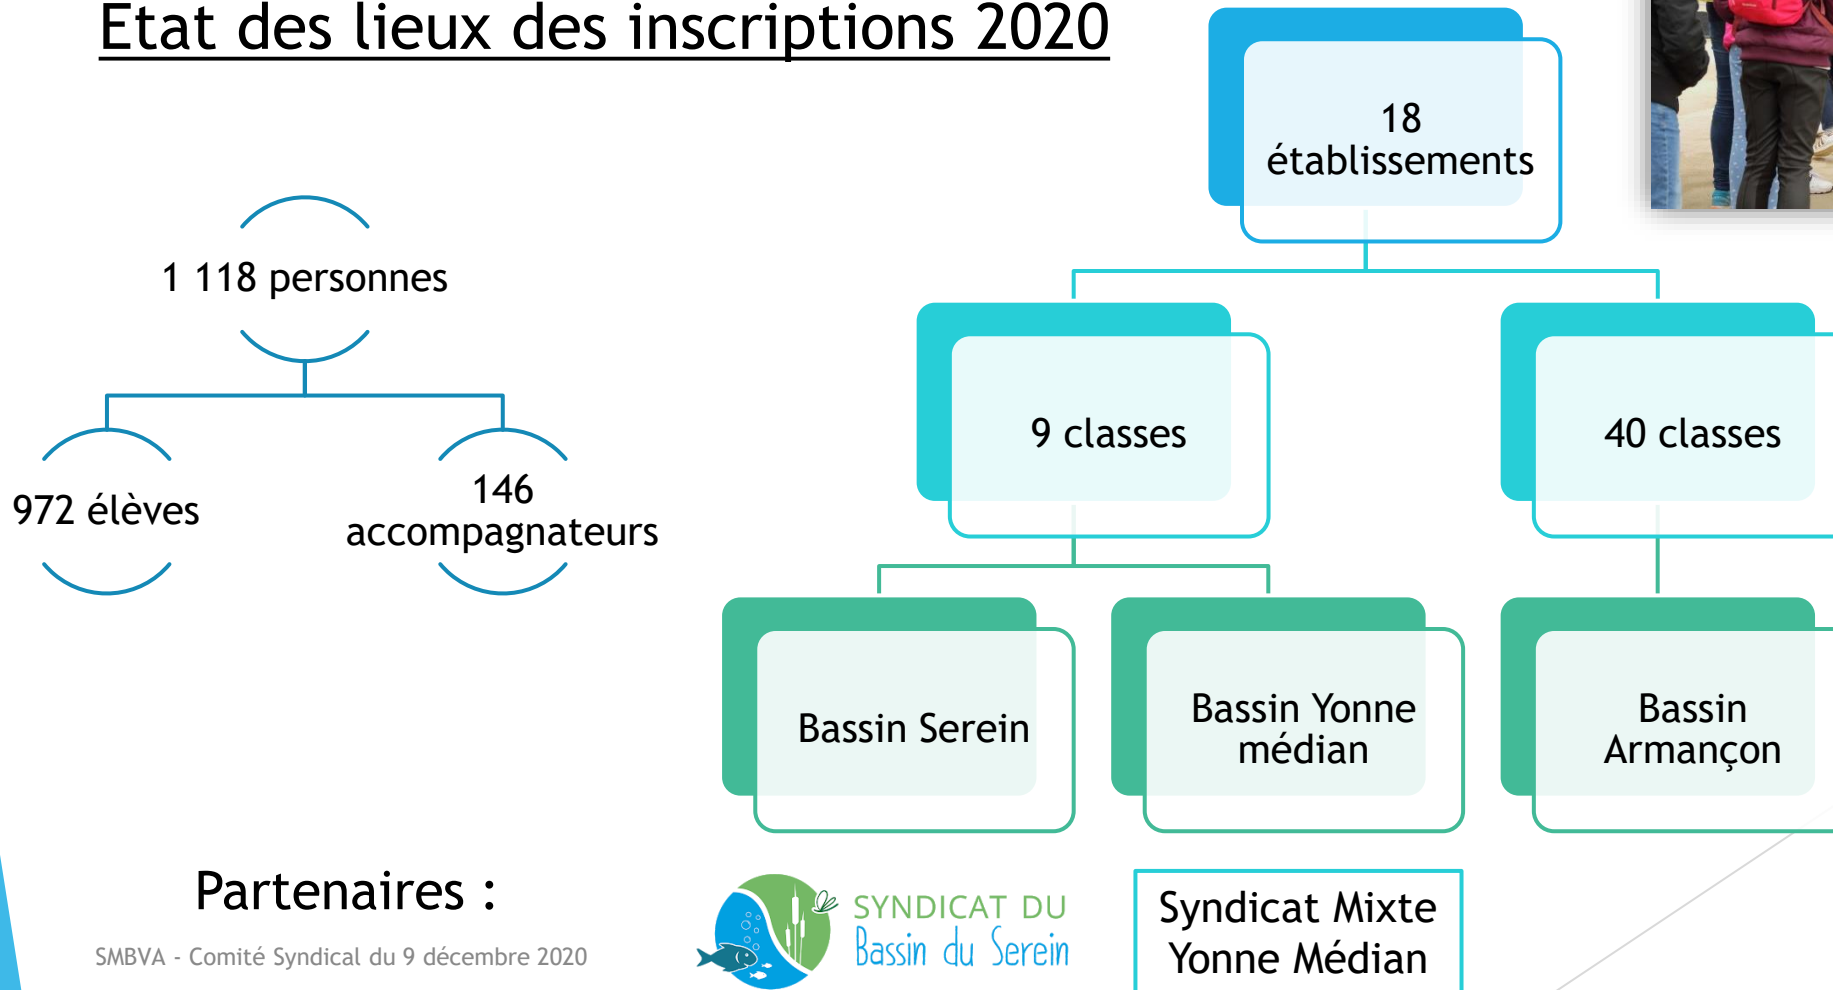 Etat des lieux des inscriptions 2020
18
établissements
1 118 personnes
972 élèves
146
accompagnateurs
9 classes
40 classes
Bassin Serein
Bassin Yonne
médian
Bassin
Armançon
Partenaires :
SYNDICAT DU
Bassin du Serein
Syndicat Mixte
Yonne Médian
SMBVA - Comité Syndical du 9 décembre 2020